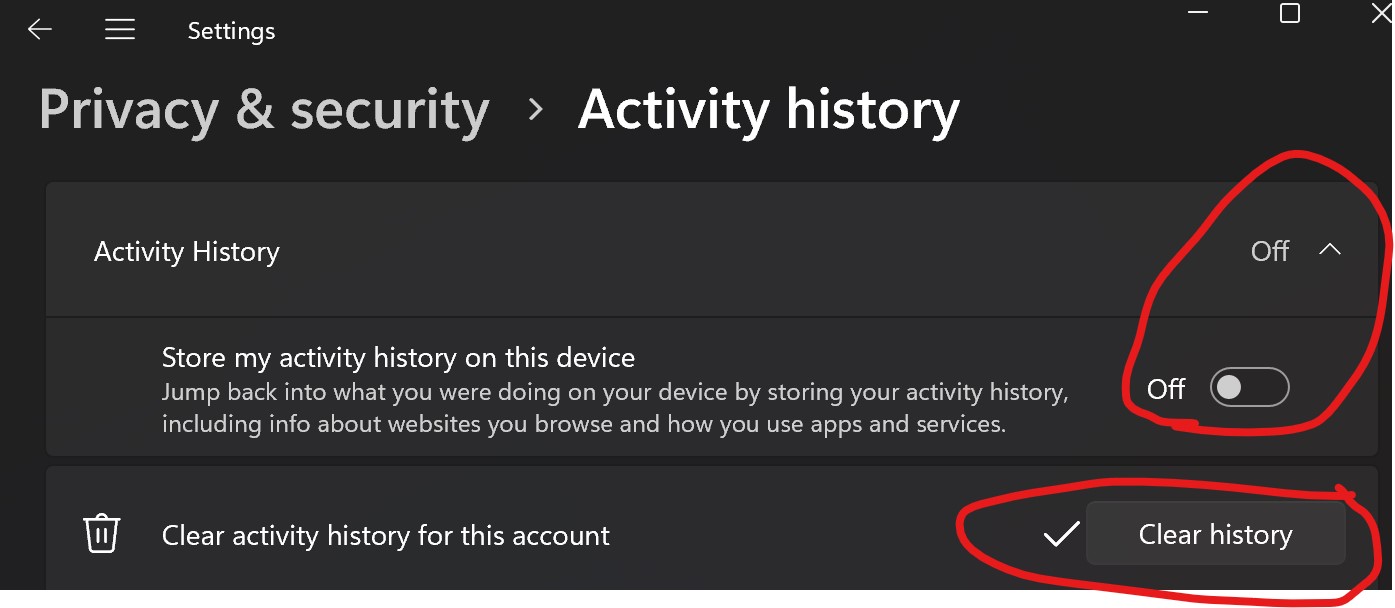 Settings
Privacy & security > Activity history
Activity History Off
Store my activity history on this device
Jump back into what you were doing on your device by storing your activity history,
including info about websites you browse and how you use apps and services.
Off
Clear activity history for this account Clear history